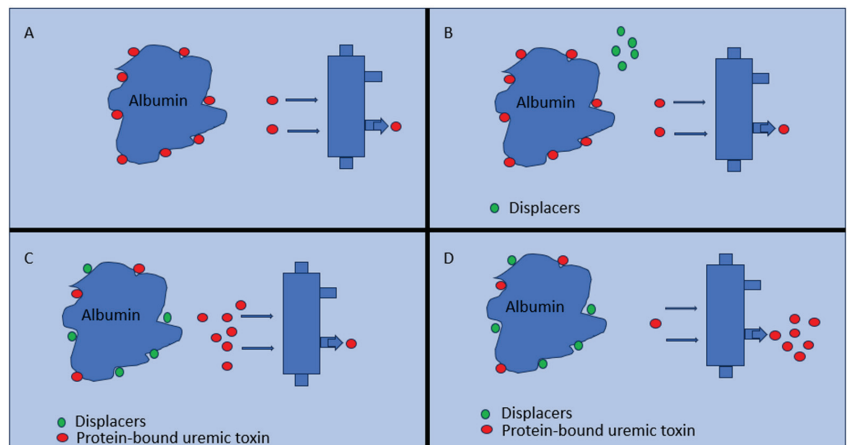 A
Albumin
B
Albumin
Displacers
C
Albumin
Displacers
Protein-bound uremic toxin
D
Albumin
Displacers
Protein-bound uremic toxin